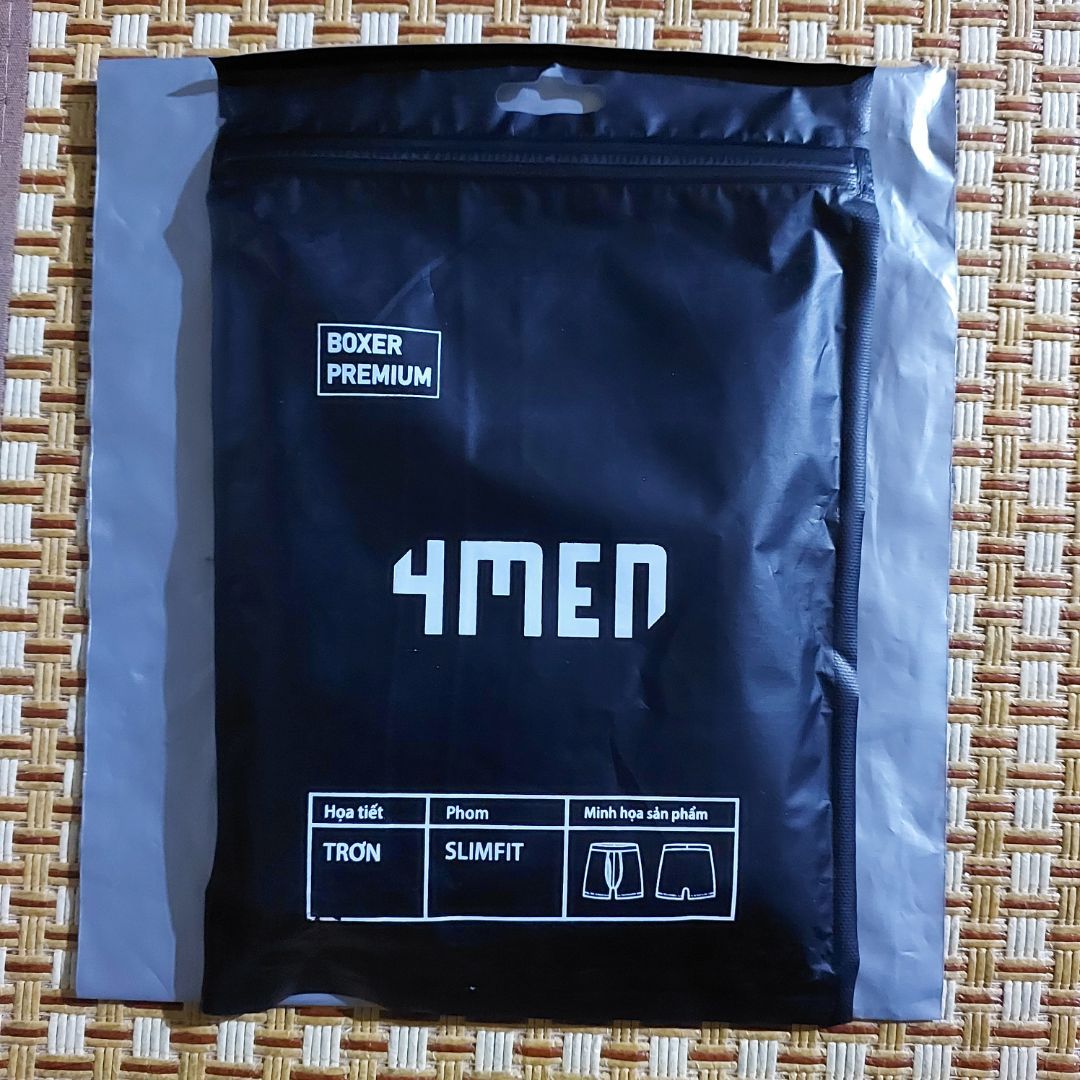 BOXER
PREMIUM
4MEN
Họa tiết
Phom
Minh họa sản phẩm
TRƠN
SLIMFIT